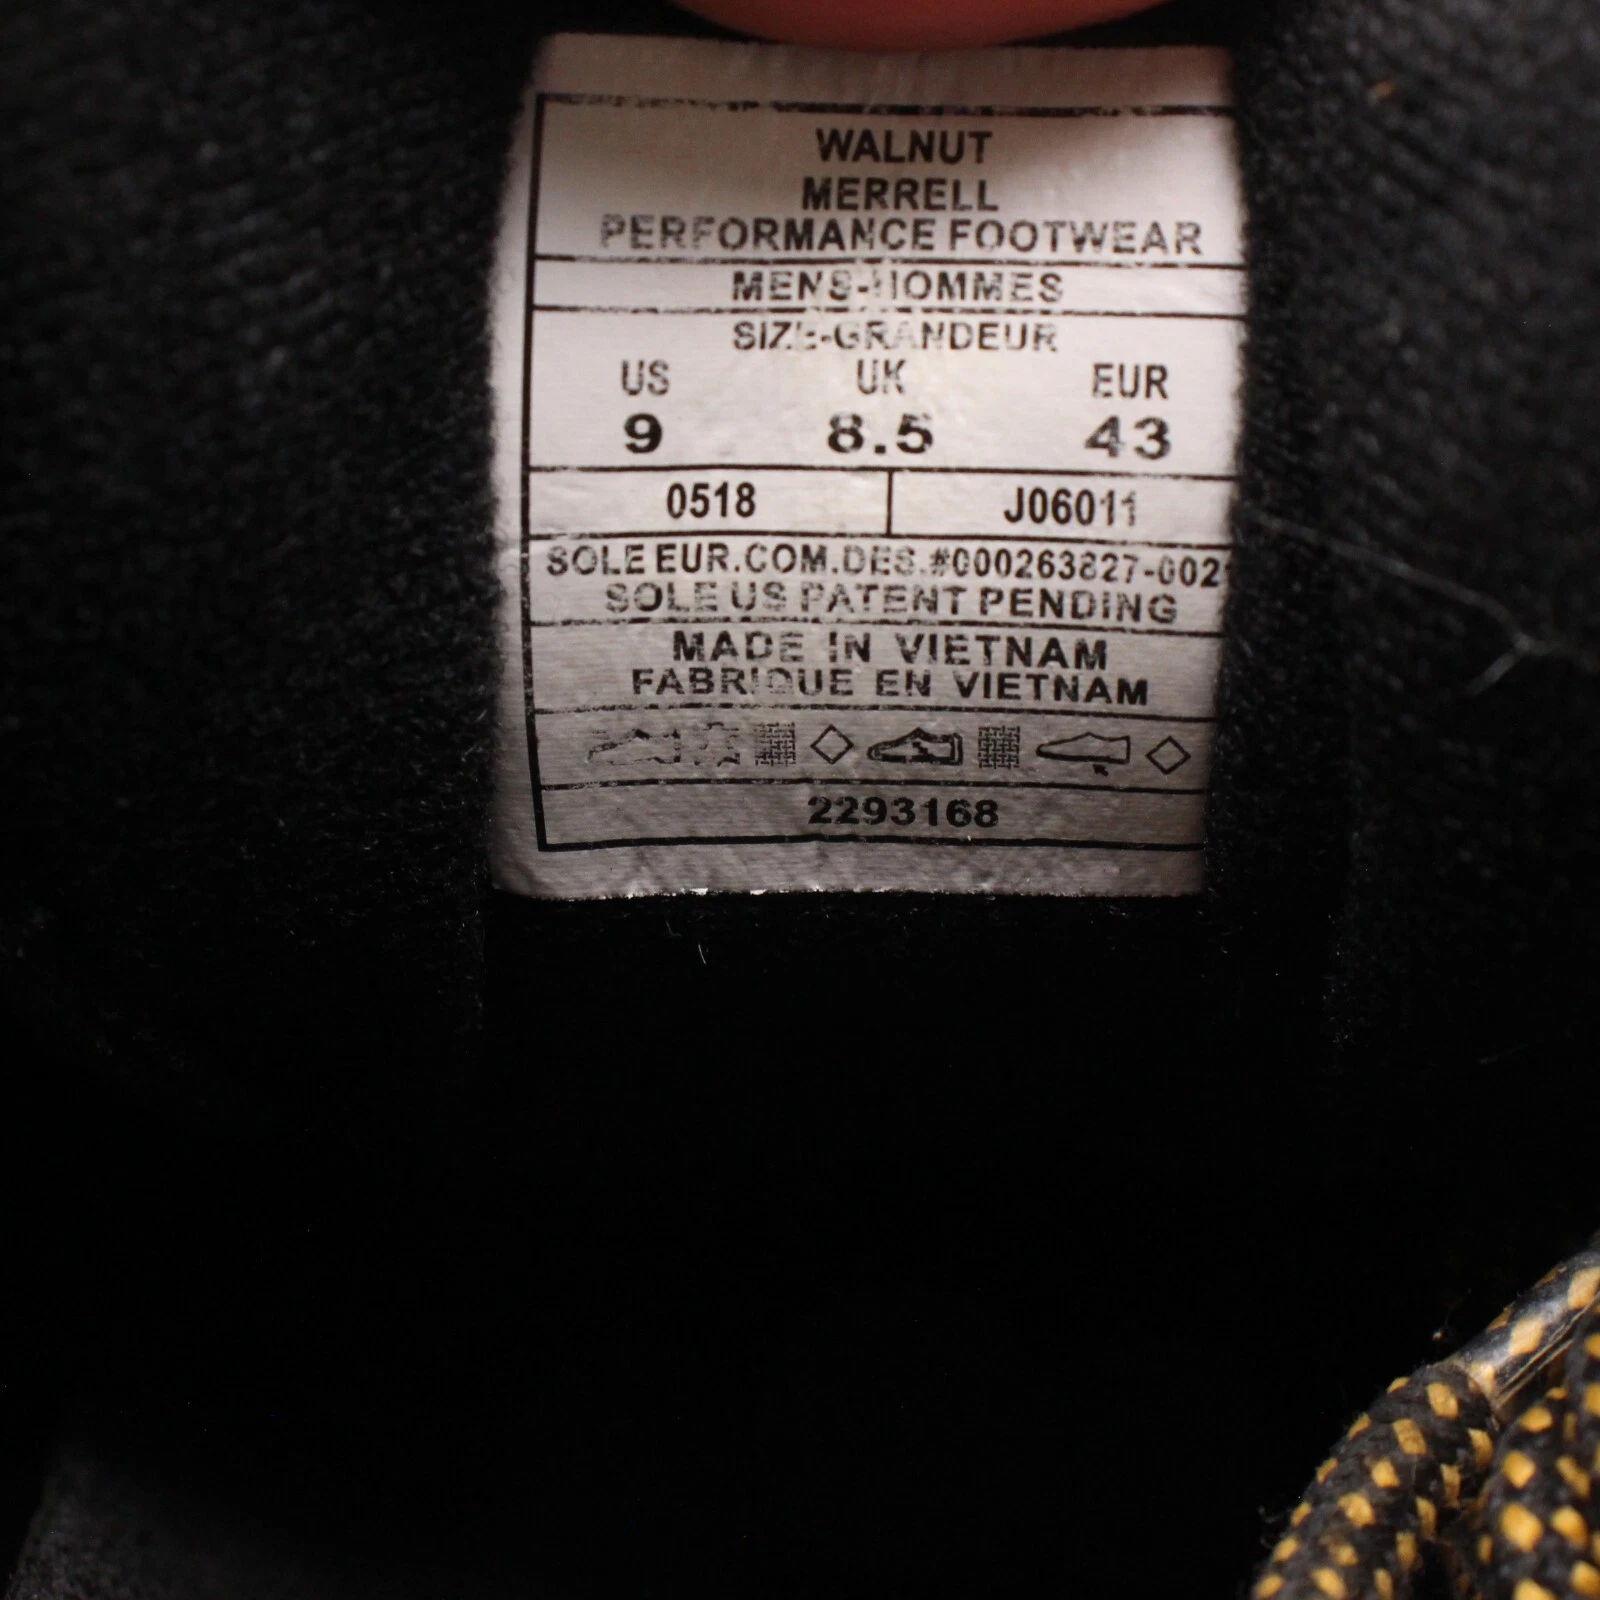 WALNUT
MERRELL
PERFORMANCE FOOTWEAR
MENS-HOMMES
SIZE-GRANDEUR
US UK EUR
9 8.5 43
0518 J06011
SOLE EUR.COM.DES.#000263827-002
SOLE US PATENT PENDING
MADE IN VIETNAM
FABRIQUE EN VIETNAM
2293168